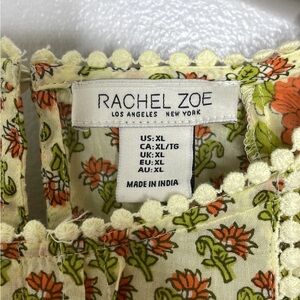 RACHEL ZOE
LOS ANGELES NEW YORK
US: XL
CA: XL/TG
UK: XL
EU: XL
AU: XL
MADE IN INDIA